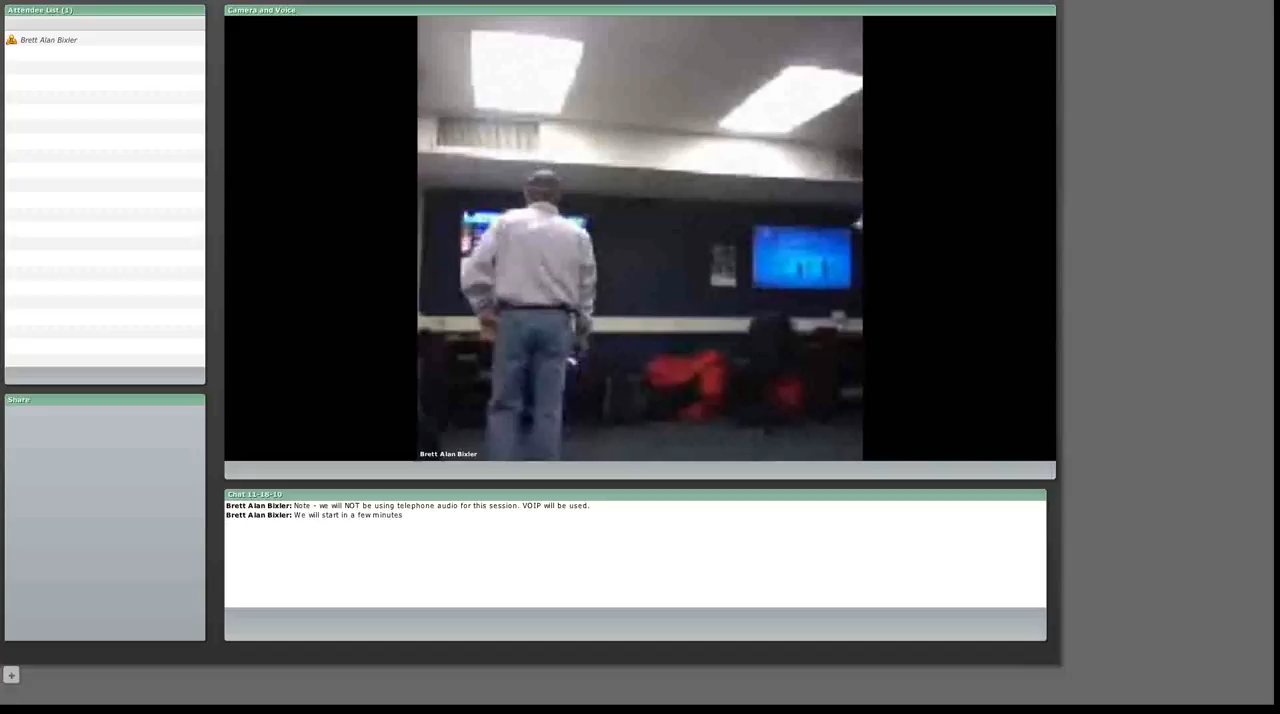 Attendee List (1)
Brett Alan Bixler
Share
Camera and Voice
Brett Alan Bixler
Chat 11-18-10
Brett Alan Bixler: Note - we will NOT be using telephone audio for this session. VOIP will be used.
Brett Alan Bixler: We will start in a few minutes